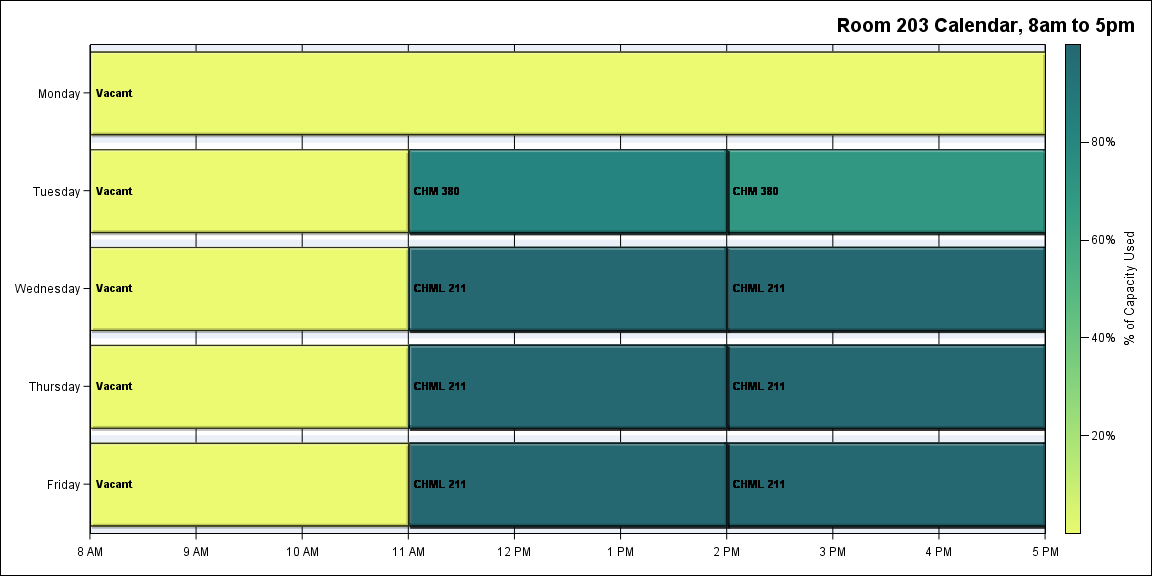 Room 203 Calendar, 8am to 5pm
Monday
Vacant
Tuesday
Vacant
CHM 380
CHM 380
Wednesday
Vacant
CHML 211
CHML 211
Thursday
Vacant
CHML 211
CHML 211
Friday
Vacant
CHML 211
CHML 211
8 AM
9 AM
10 AM
11 AM
12 PM
1 PM
2 PM
3 PM
4 PM
5 PM
80%
60%
40%
20%
% of Capacity Used